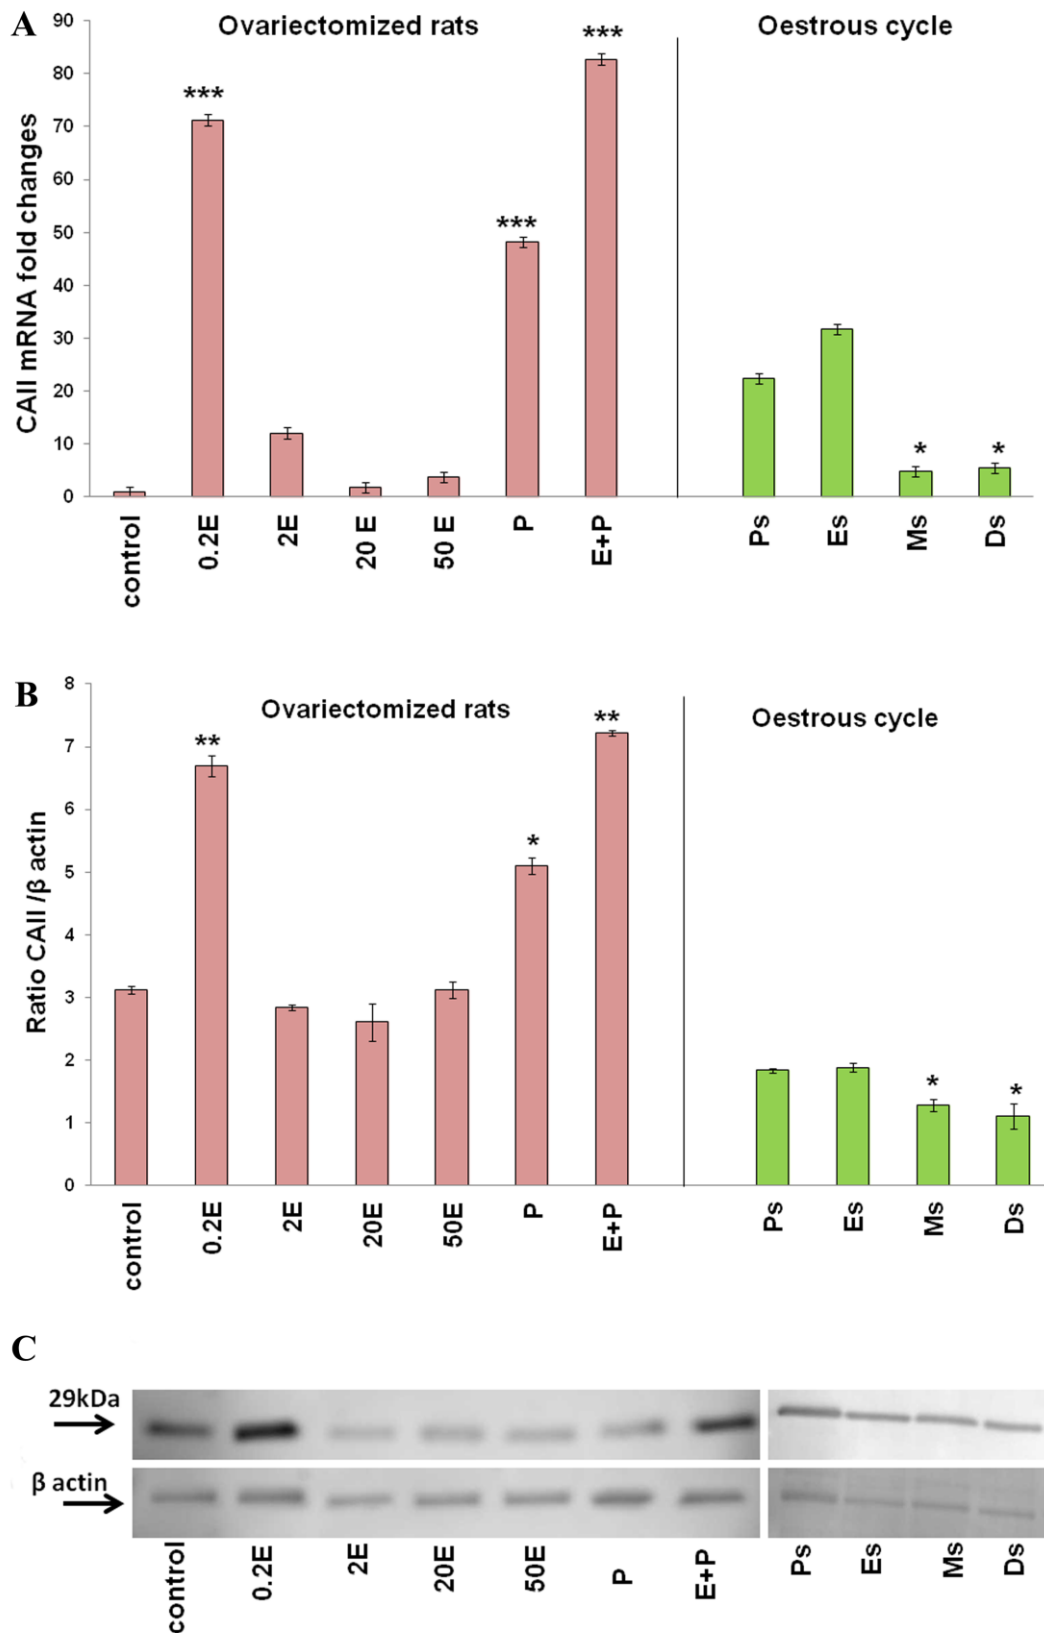 A
Ovariectomized rats
Oestrous cycle
CAII mRNA fold changes
90
80
70
60
50
40
30
20
10
0
***
***
***
*
*
control
0.2E
2E
20 E
50 E
P
E+P
Ps
Es
Ms
Ds
B
Ovariectomized rats
Oestrous cycle
Ratio CAII /β actin
8
7
6
5
4
3
2
1
0
**
*
**
*
*
control
0.2E
2E
20E
50E
P
E+P
Ps
Es
Ms
Ds
C
29kDa
β actin
control
0.2E
2E
20E
50E
P
E+P
Ps
Es
Ms
Ds